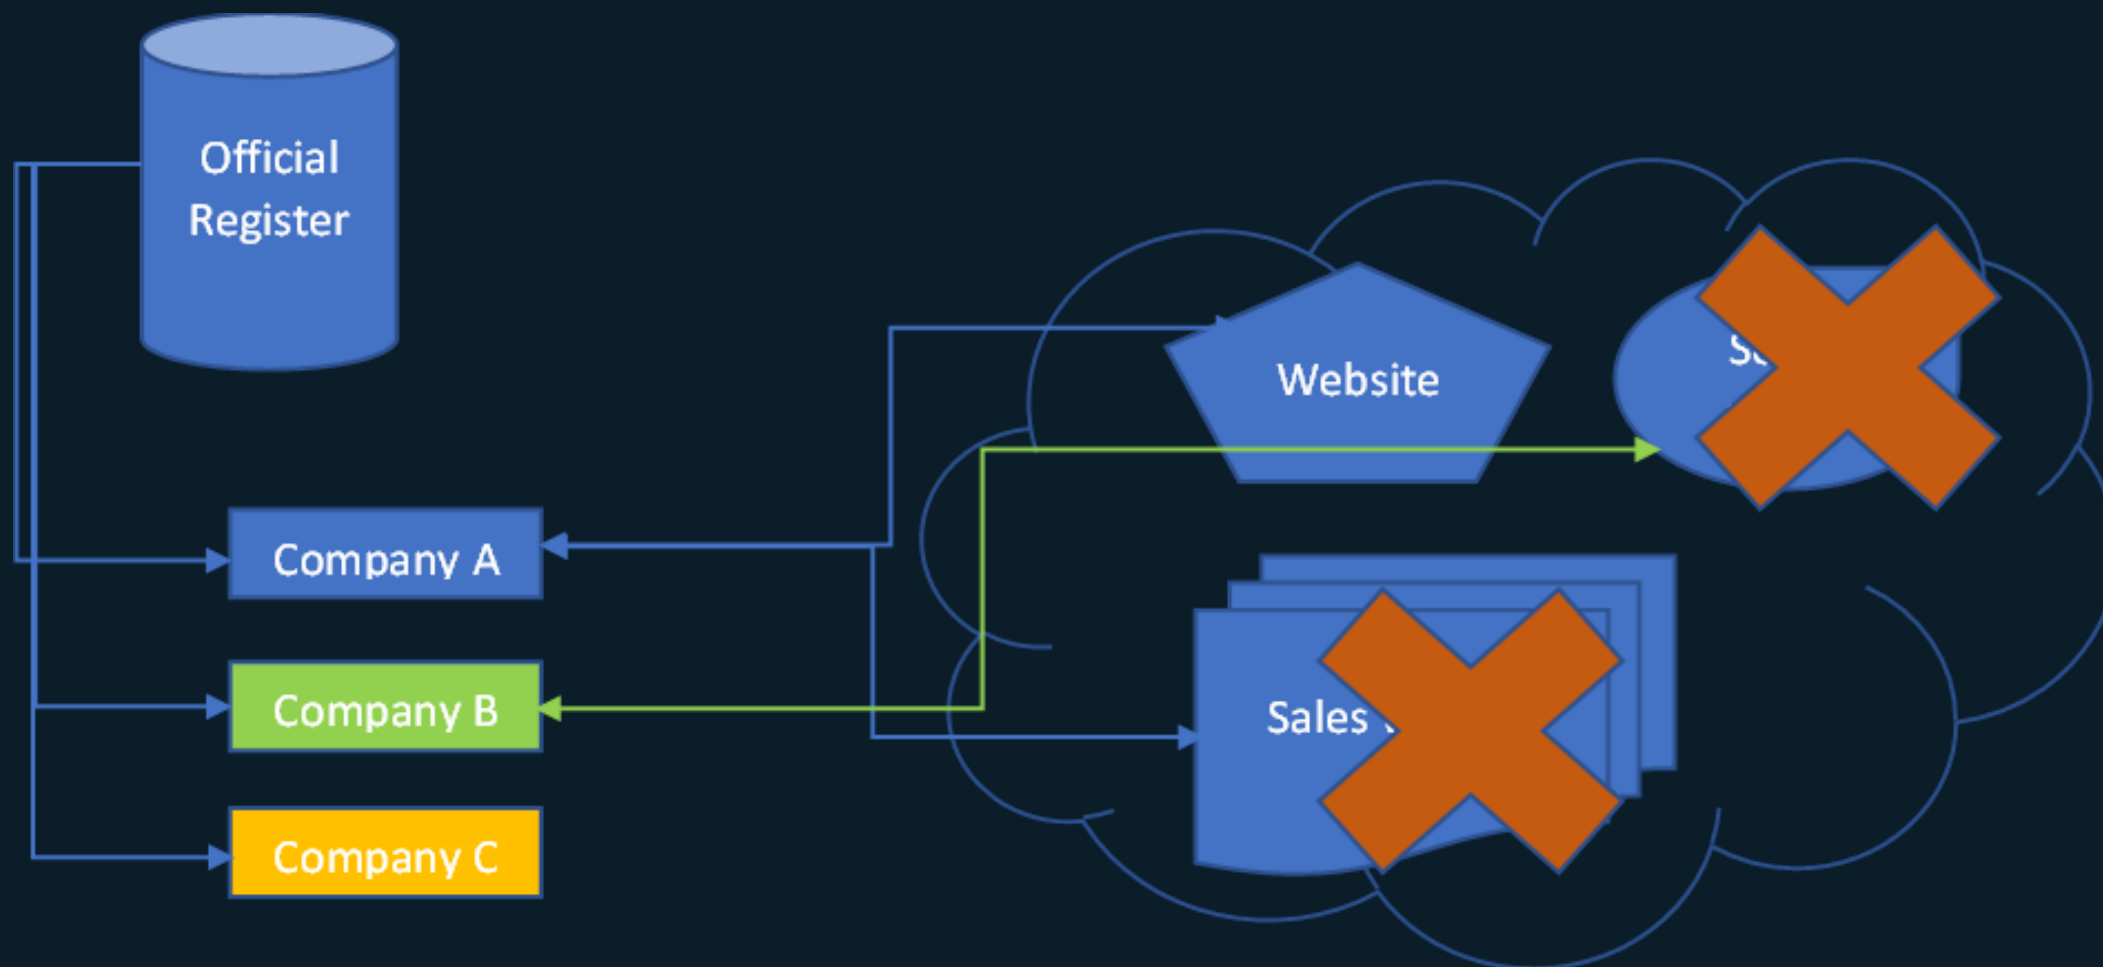 Official
Register
Website
Company A
Company B
Sales
Company C